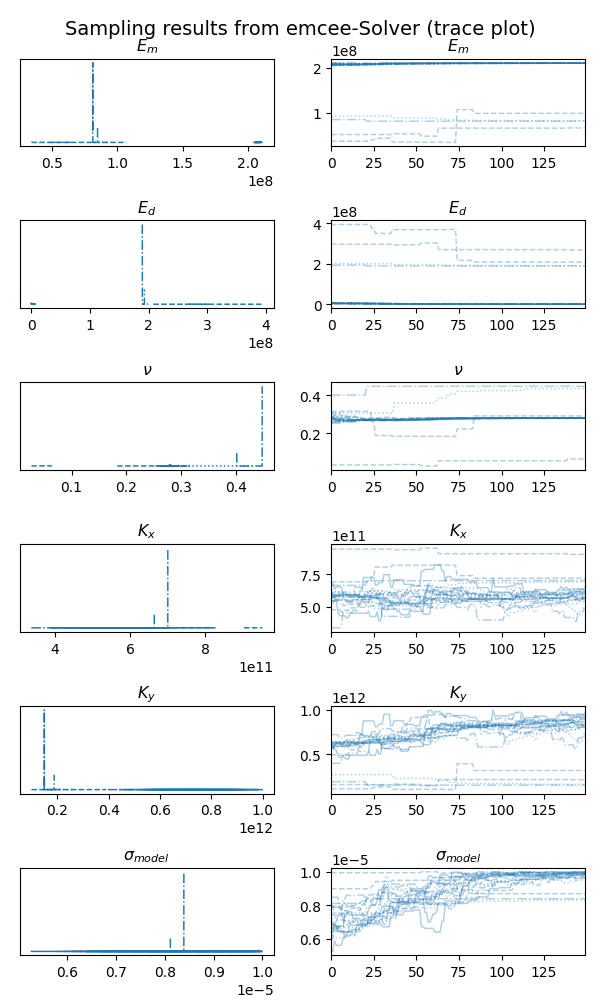 Sampling results from emcee-Solver (trace plot)
E_m
E_m
1e8
2
1
0.5 1.0 1.5 2.0
1e8
0 25 50 75 100 125
E_d
E_d
1e8
4
2
0
0 1 2 3 4
1e8
0 25 50 75 100 125
ν
ν
0.4
0.2
0.1 0.2 0.3 0.4
0 25 50 75 100 125
K_x
K_x
1e11
7.5
5.0
4 6 8
1e11
0 25 50 75 100 125
K_y
K_y
1e12
1.0
0.5
0.2 0.4 0.6 0.8 1.0
1e12
0 25 50 75 100 125
σ_model
σ_model
1e−5
1.0
0.8
0.6
0.6 0.7 0.8 0.9 1.0
1e−5
0 25 50 75 100 125